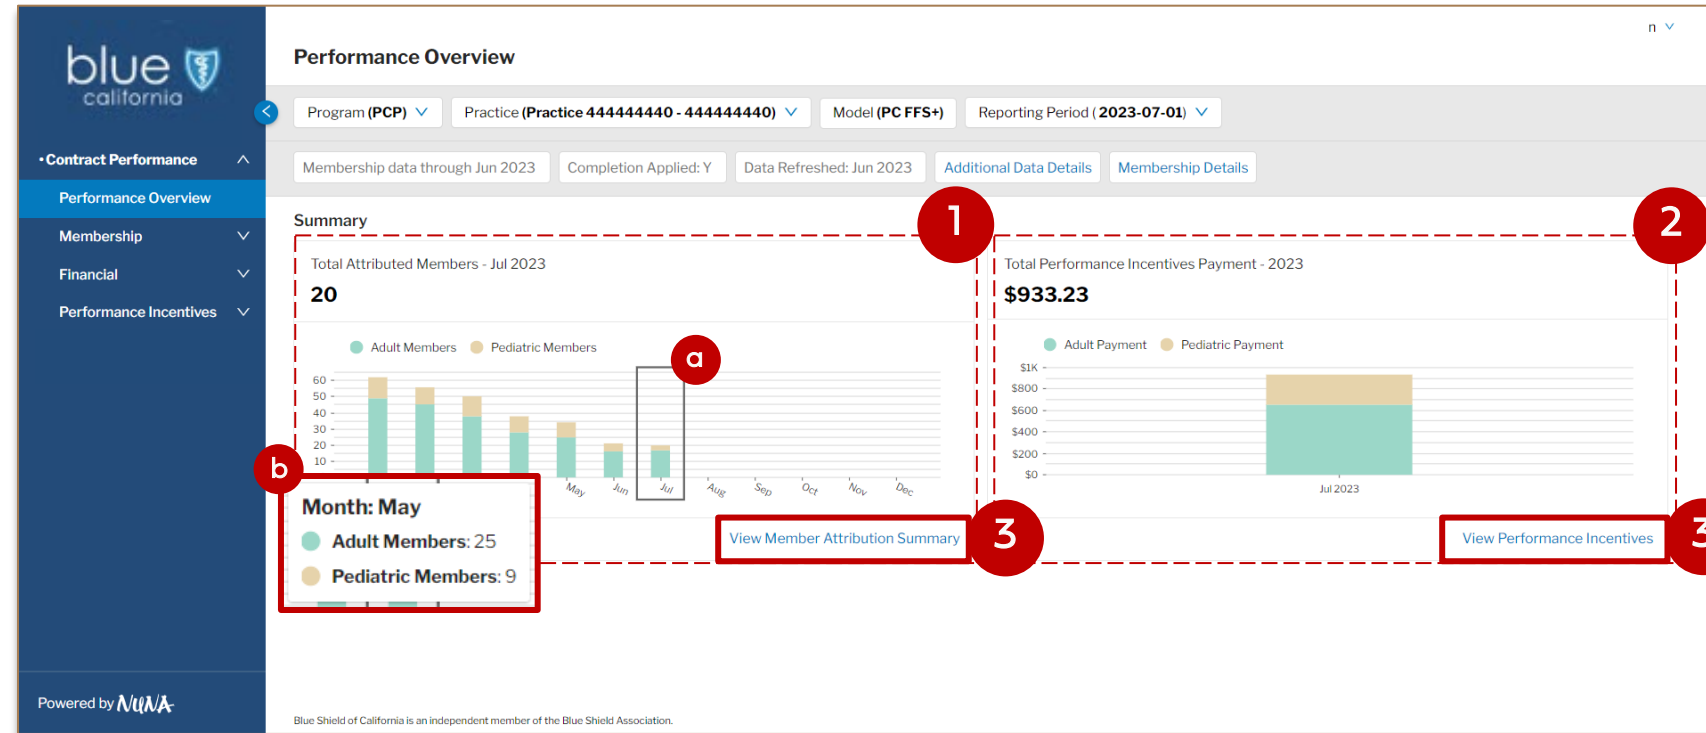 n
blue
california
Performance Overview
Program (PCP)
Practice (Practice 444444440 - 444444440)
Model (PC FFS+)
Reporting Period ( 2023-07-01)
• Contract Performance
Membership data through Jun 2023
Completion Applied: Y
Data Refreshed: Jun 2023
Additional Data Details
Membership Details
Performance Overview
Membership
Financial
Performance Incentives
Summary
1
2
Total Attributed Members - Jul 2023
20
Total Performance Incentives Payment - 2023
$933.23
Adult Members
Pediatric Members
a
60
50
40
30
20
10
May
Jun
Jul
Aug
Sep
Oct
Nov
Dec
Adult Payment
Pediatric Payment
$1K
$800
$600
$400
$200
$0
Jul 2023
b
Month: May
Adult Members: 25
Pediatric Members: 9
View Member Attribution Summary
3
View Performance Incentives
3
Powered by NUNA
Blue Shield of California is an independent member of the Blue Shield Association.